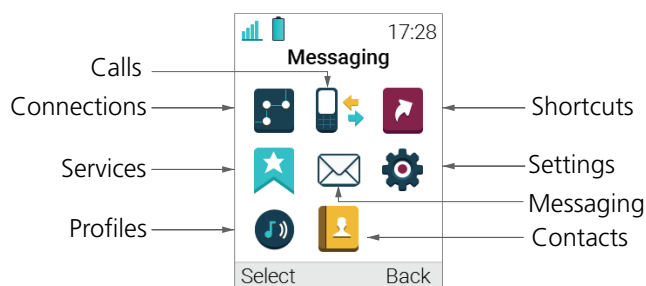 17:28
Messaging
Calls
Connections
Shortcuts
Services
Settings
Messaging
Profiles
Contacts
Select Back